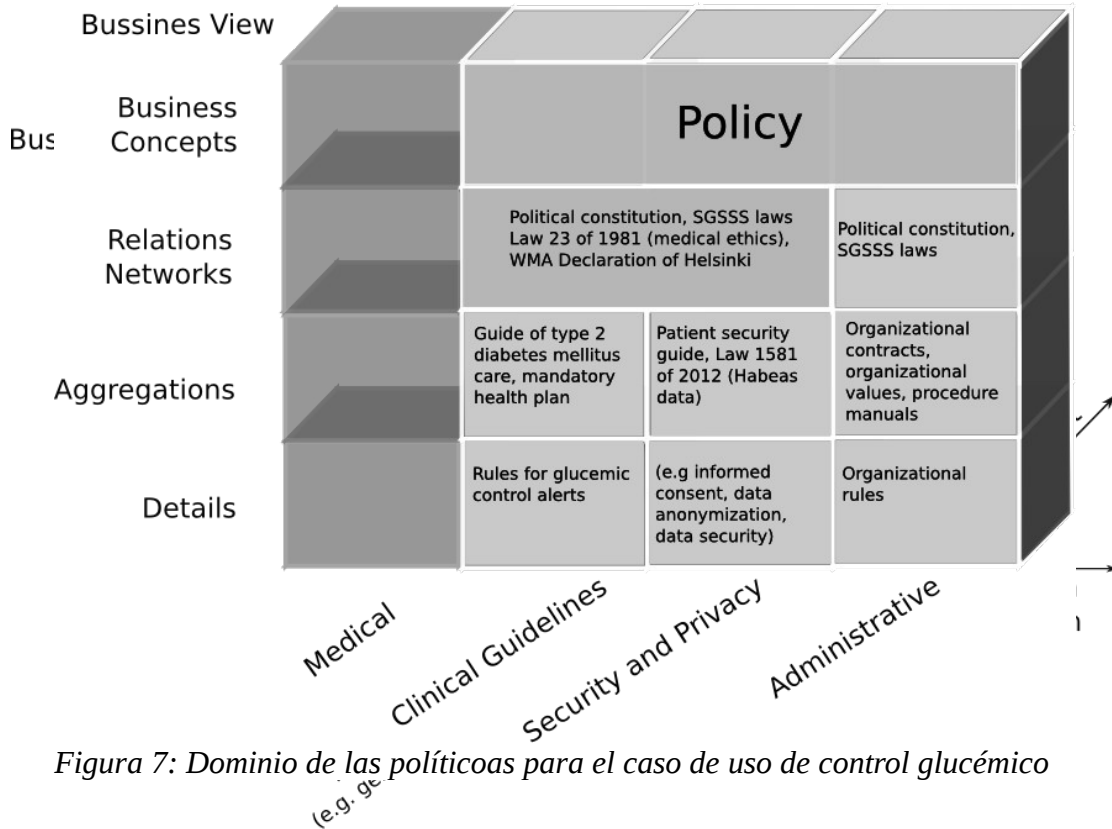 Bussines View
Business
Concepts
Bus
Policy
Relations
Networks
Political constitution, SGSSS laws
Law 23 of 1981 (medical ethics),
WMA Declaration of Helsinki
Political constitution,
SGSSS laws
Aggregations
Guide of type 2
diabetes mellitus
care, mandatory
health plan
Patient security
guide, Law 1581
of 2012 (Habeas
data)
Organizational
contracts,
organizational
values, procedure
manuals
Details
Rules for glucemic
control alerts
(e.g informed
consent, data
anonymization,
data security)
Organizational
rules
Medical
Clinical Guidelines
Security and Privacy
Administrative
Figura 7: Dominio de las polítícoas para el caso de uso de control glucémico
(e.g. ge